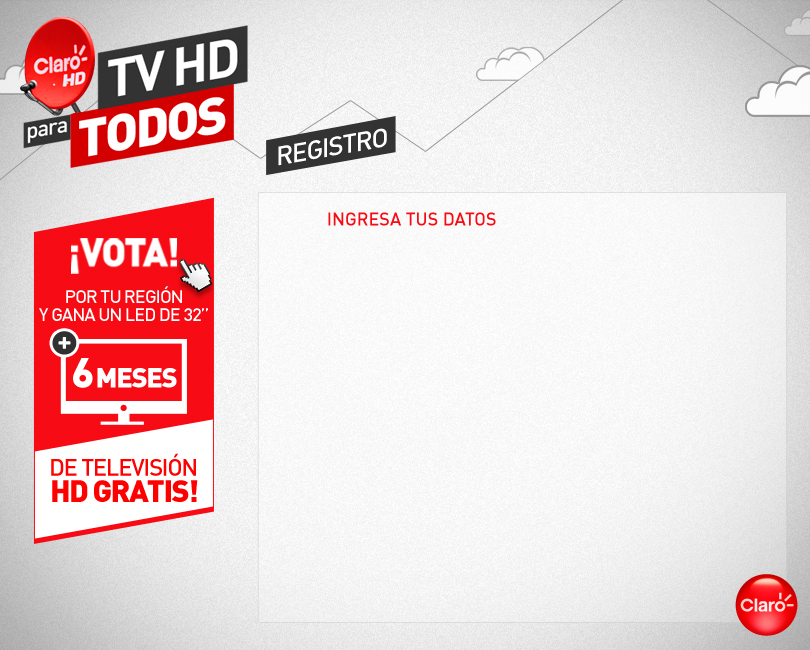 Claro
HD
TV HD
para
TODOS
REGISTRO
INGRESA TUS DATOS
¡VOTA!
POR TU REGIÓN
Y GANA UN LED DE 32’’
+
6 MESES
DE TELEVISIÓN
HD GRATIS!
Claro